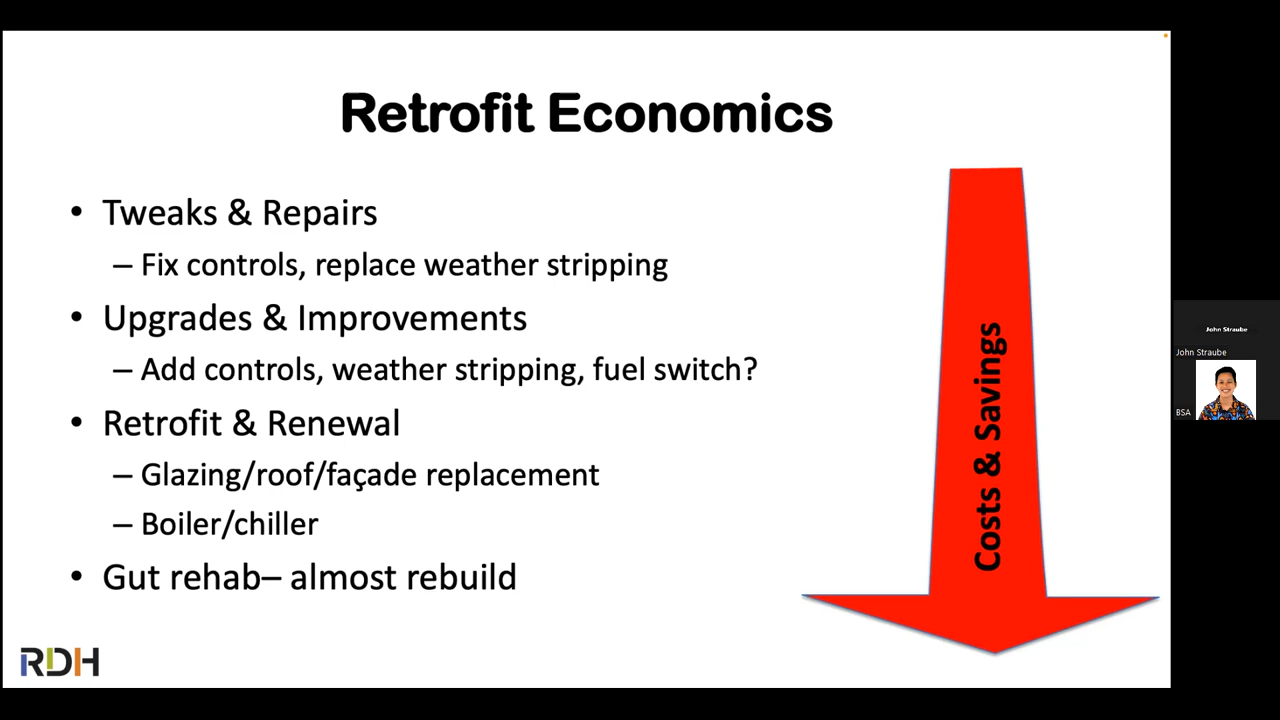 Retrofit Economics
• Tweaks & Repairs
– Fix controls, replace weather stripping
• Upgrades & Improvements
– Add controls, weather stripping, fuel switch?
• Retrofit & Renewal
– Glazing/roof/façade replacement
– Boiler/chiller
• Gut rehab– almost rebuild
Costs & Savings
RDH
John Straube
John Straube
BSA